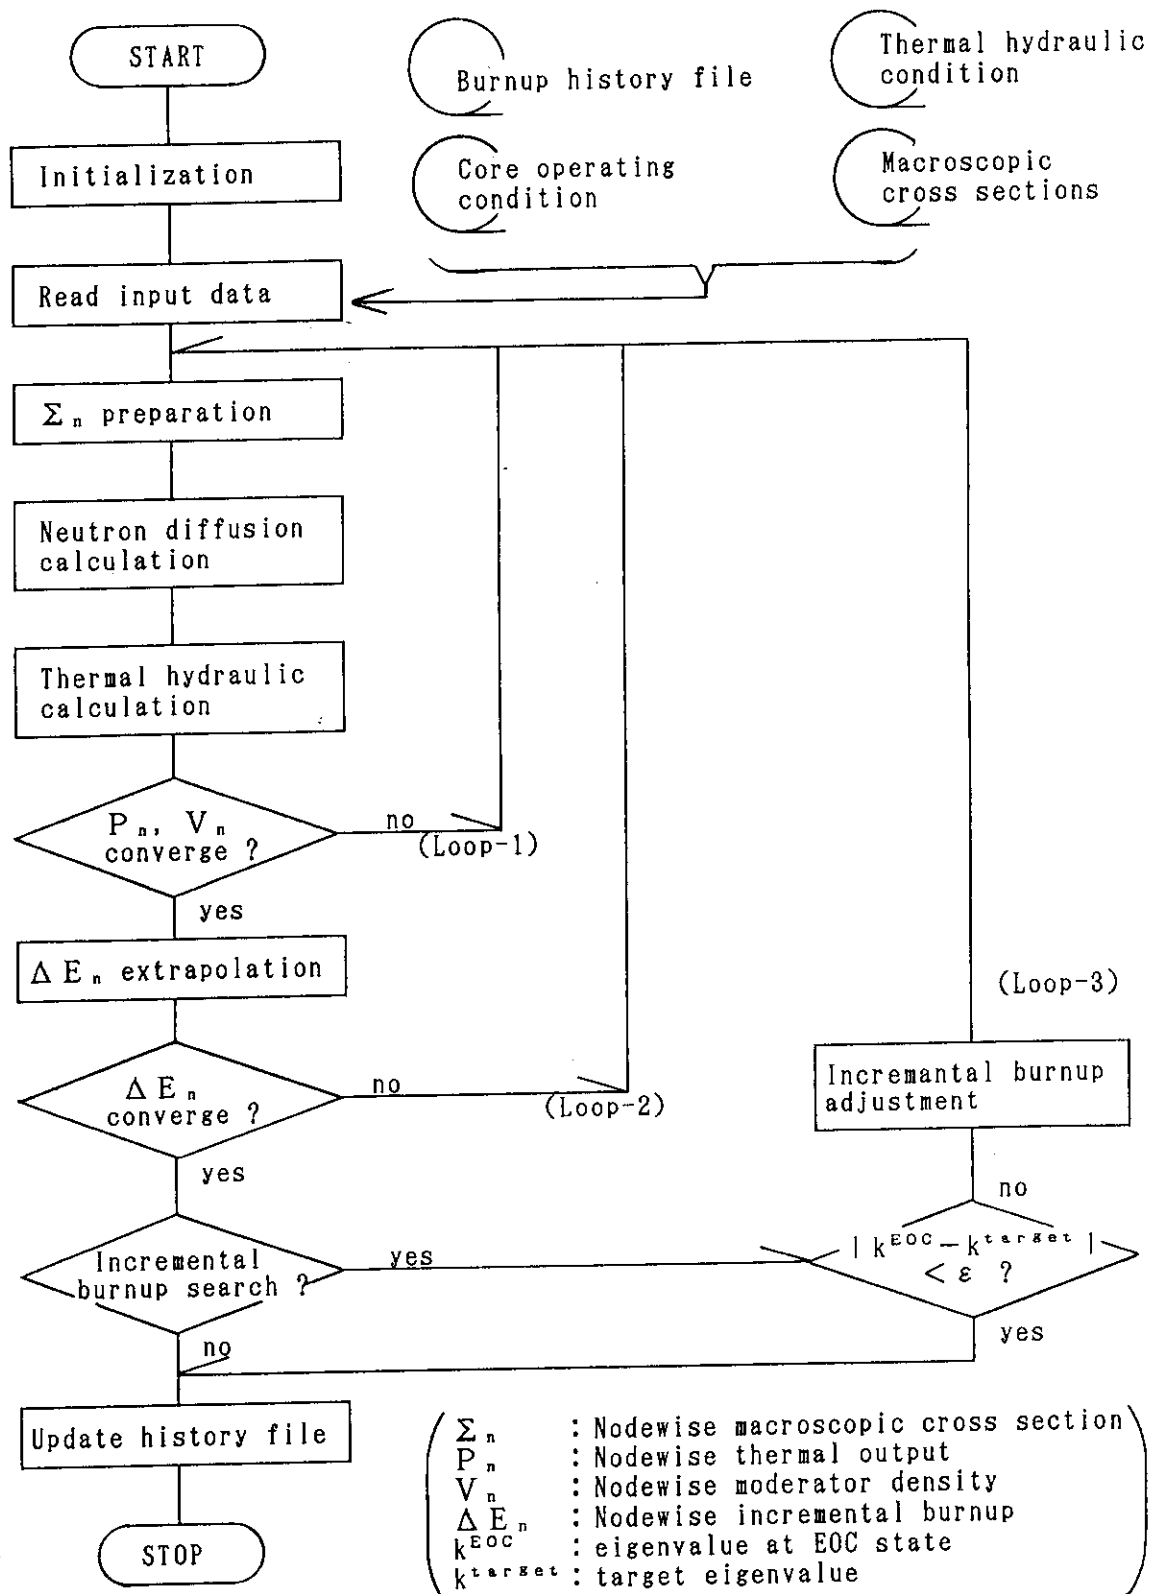 START
Burnup history file
Thermal hydraulic
condition
Initialization
Core operating
condition
Macroscopic
cross sections
Read input data
Σn preparation
Neutron diffusion
calculation
Thermal hydraulic
calculation
Pn, Vn
converge ?
no
(Loop-1)
yes
ΔEn extrapolation
(Loop-3)
ΔEn
converge ?
no
(Loop-2)
Incremantal burnup
adjustment
yes
no
Incremental
burnup search ?
yes
| k^EOC − k^target |
< ε ?
no
yes
Update history file
Σn : Nodewise macroscopic cross section
Pn : Nodewise thermal output
Vn : Nodewise moderator density
ΔEn : Nodewise incremental burnup
k^EOC : eigenvalue at EOC state
k^target : target eigenvalue
STOP